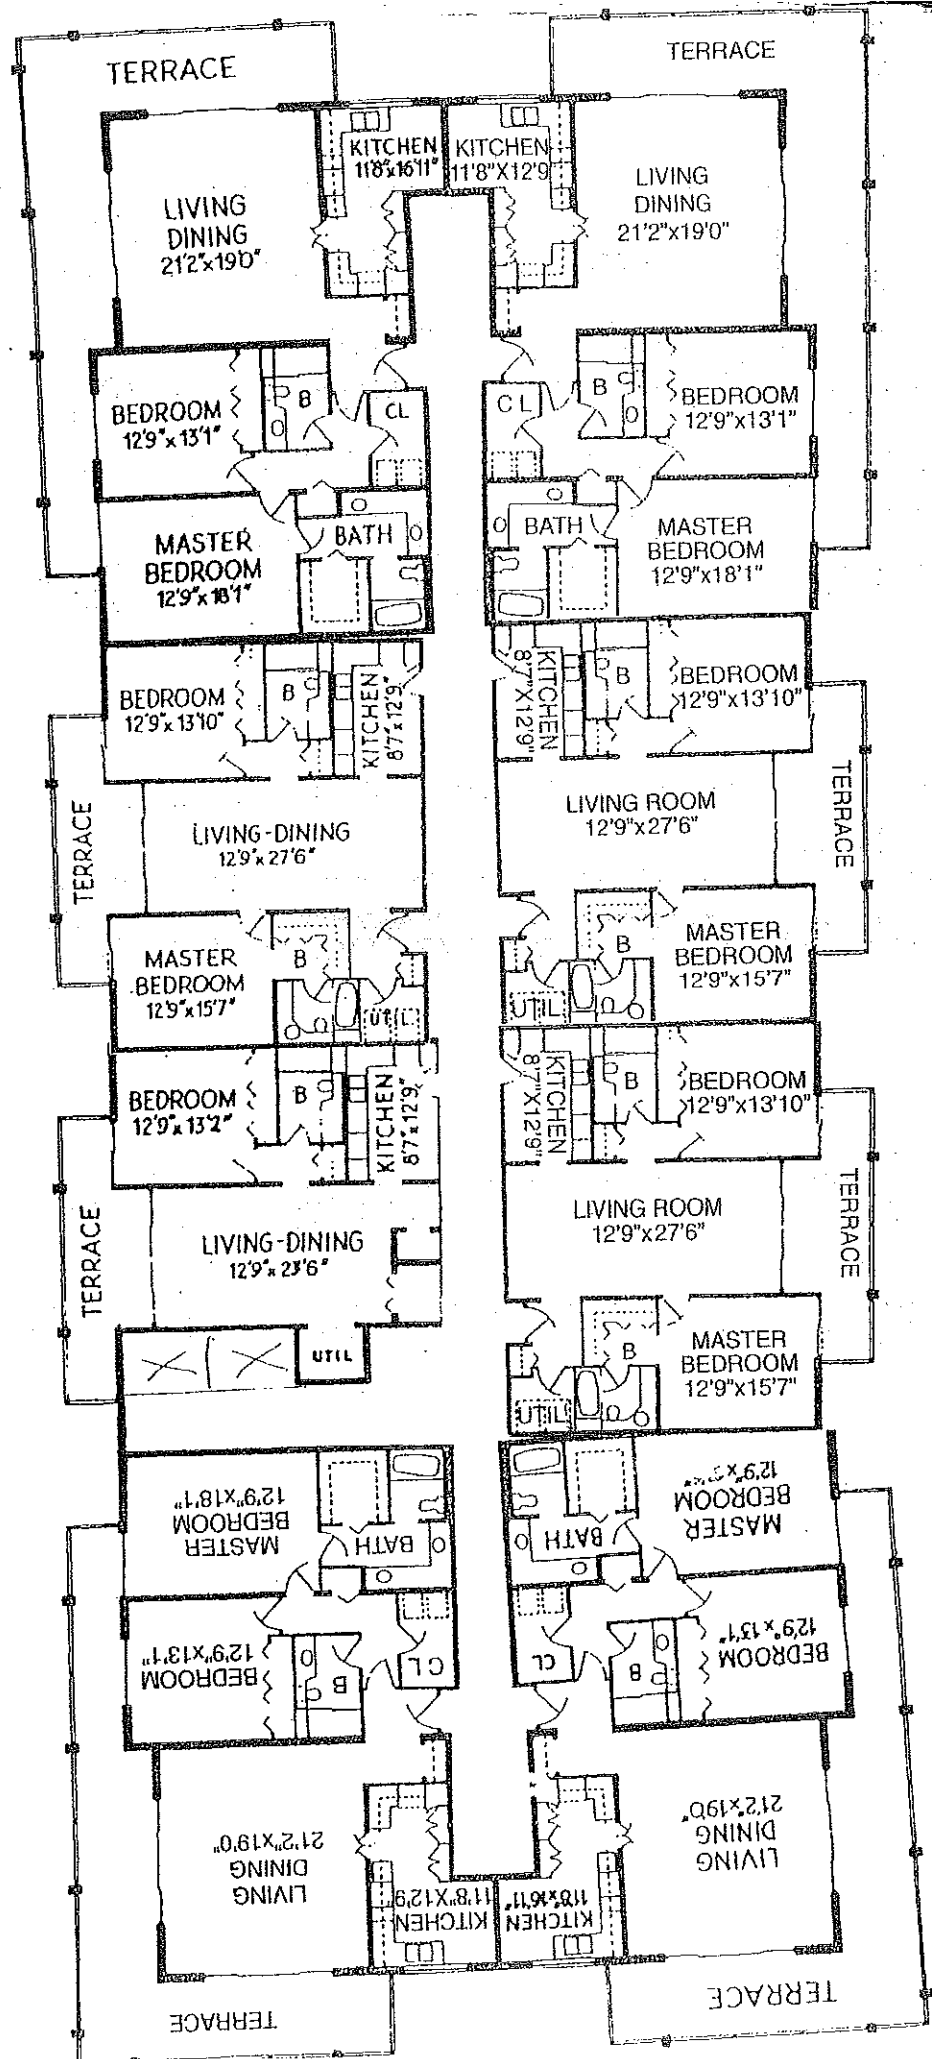 TERRACE
TERRACE
KITCHEN
11'8"x16'11"
KITCHEN
11'8"X12'9
LIVING
DINING
21'2"x19'0"
LIVING
DINING
21'2"x19'0"
BEDROOM
12'9"x13'1"
B
CL
CL
B
BEDROOM
12'9"x13'1"
MASTER
BEDROOM
12'9"x18'1"
BATH
BATH
MASTER
BEDROOM
12'9"x18'1"
BEDROOM
12'9"x13'10"
B
KITCHEN
8'7"x12'9"
KITCHEN
8'7"X12'9"
B
BEDROOM
12'9"x13'10"
TERRACE
LIVING-DINING
12'9"x27'6"
LIVING ROOM
12'9"x27'6"
TERRACE
MASTER
BEDROOM
12'9"x15'7"
B
UTIL
UTIL
B
MASTER
BEDROOM
12'9"x15'7"
BEDROOM
12'9"x13'2"
B
KITCHEN
8'7"x12'9"
KITCHEN
8'7"X12'9"
B
BEDROOM
12'9"x13'10"
TERRACE
LIVING-DINING
12'9"x23'6"
LIVING ROOM
12'9"x27'6"
TERRACE
UTIL
UTIL
B
MASTER
BEDROOM
12'9"x15'7"
MASTER
BEDROOM
12'9"x18'1"
BATH
BATH
MASTER
BEDROOM
BEDROOM
12'9"x13'1"
B
CL
CL
B
BEDROOM
12'9"x13'1"
LIVING
DINING
21'2"x19'0"
LIVING
DINING
21'2"x19'0"
KITCHEN
11'8"X12'9
KITCHEN
11'8"x16'11"
TERRACE
TERRACE